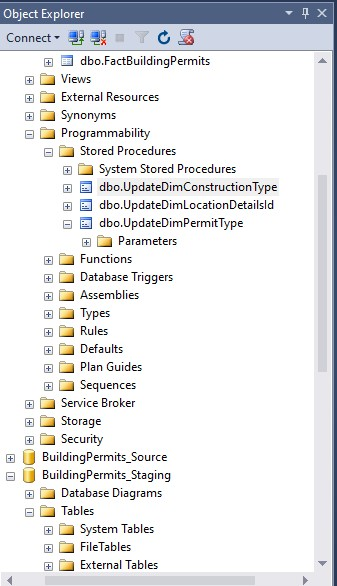 Object Explorer
Connect
dbo.FactBuildingPermits
Views
External Resources
Synonyms
Programmability
Stored Procedures
System Stored Procedures
dbo.UpdateDimConstructionType
dbo.UpdateDimLocationDetailsId
dbo.UpdateDimPermitType
Parameters
Functions
Database Triggers
Assemblies
Types
Rules
Defaults
Plan Guides
Sequences
Service Broker
Storage
Security
BuildingPermits_Source
BuildingPermits_Staging
Database Diagrams
Tables
System Tables
FileTables
External Tables